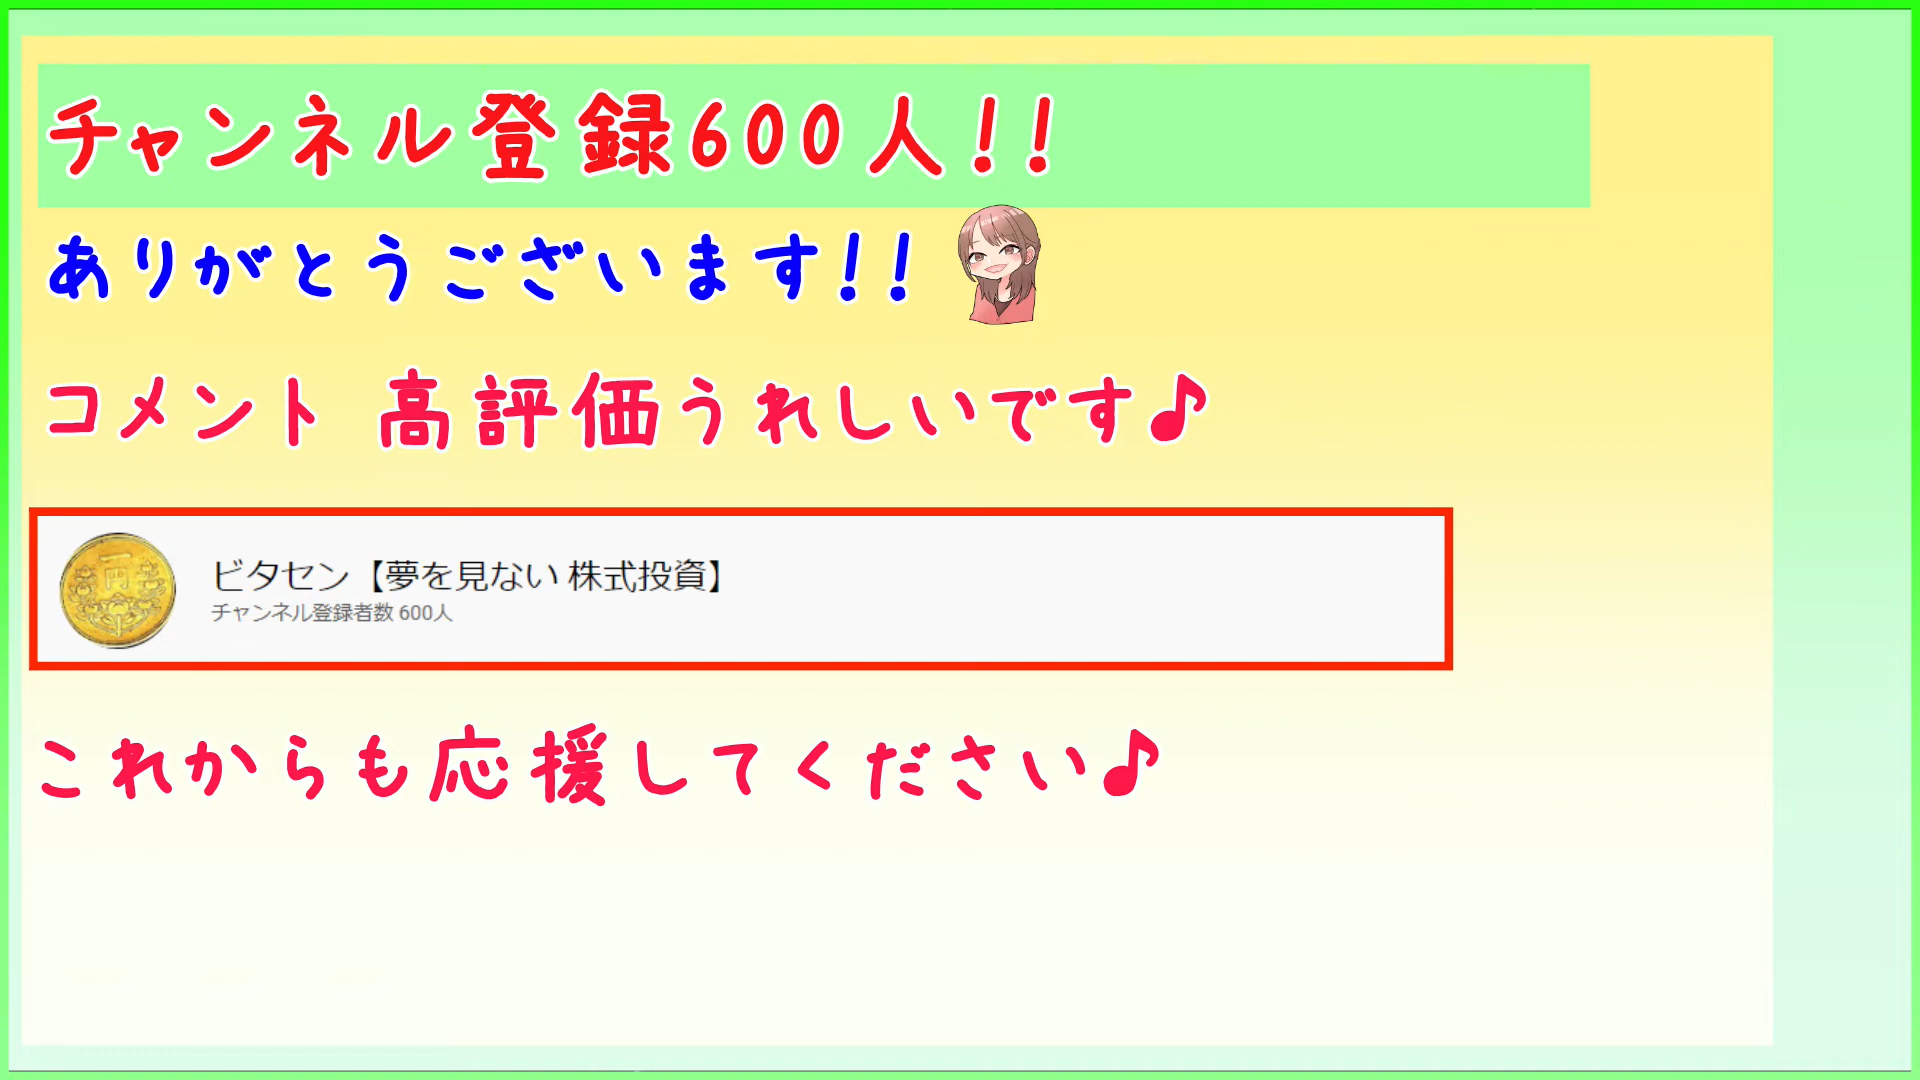 チャンネル登録600人!!
ありがとうございます!!
コメント 高評価うれしいです♪
ビタセン【夢を見ない 株式投資】
チャンネル登録者数 600人
これからも応援してください♪